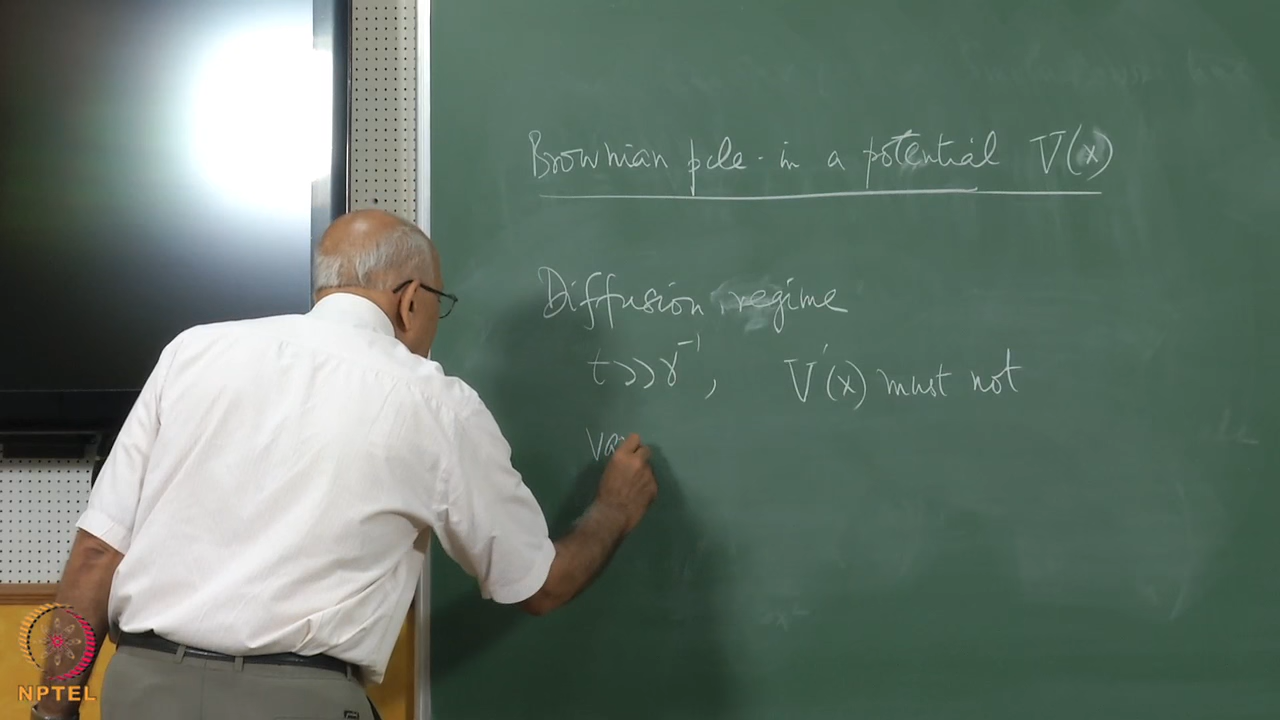 Brownian pcle. in a potential V(x)
Diffusion regime
t>>γ⁻¹, V'(x) must not
va
NPTEL